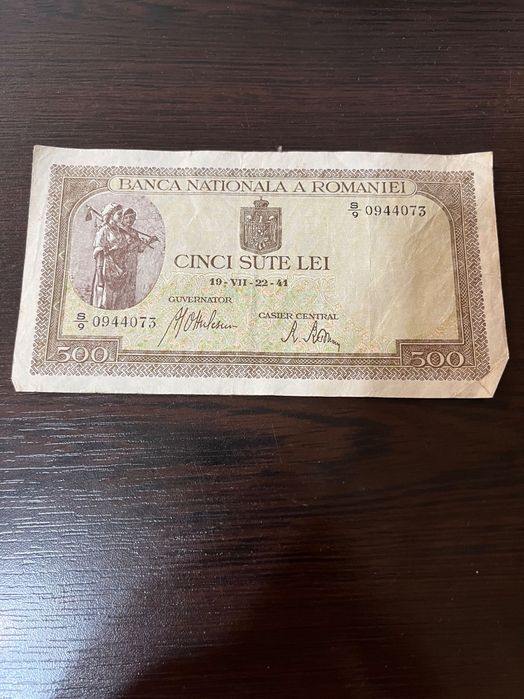 BANCA NATIONALA A ROMANIEI
S/9 0944073
CINCI SUTE LEI
19-VII-22-41
GUVERNATOR
CASIER CENTRAL
S/9 0944073
500
500